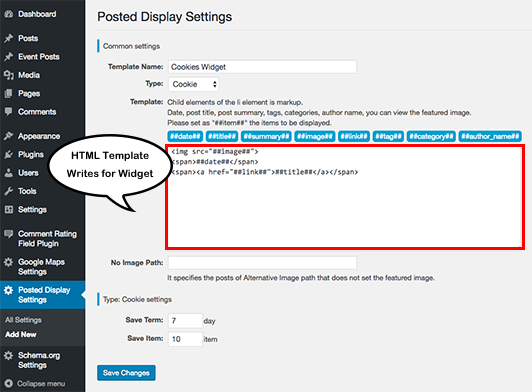 Dashboard
Posts
Event Posts
Media
Pages
Comments
Appearance
Plugins
Users
Tools
Settings
Comment Rating
Field Plugin
Google Maps
Settings
Posted Display
Settings
All Settings
Add New
Schema.org
Settings
Collapse menu
HTML Template
Writes for Widget
Posted Display Settings
Common settings
Template Name: Cookies Widget
Type: Cookie
Template: Child elements of the li element is markup.
Date, post title, post summary, tags, categories, author name, you can view the featured image.
Please set as "##item##" the items to be displayed.
##date## ##title## ##summary## ##image## ##link## ##tag## ##category## ##author_name##
<img src="##image##">
<span>##date##</span>
<span><a href="##link##">##title##</a></span>
No Image Path:
It specifies the posts of Alternative Image path that does not set the featured image.
Type: Cookie settings
Save Term: 7 day
Save Item: 10 item
Save Changes